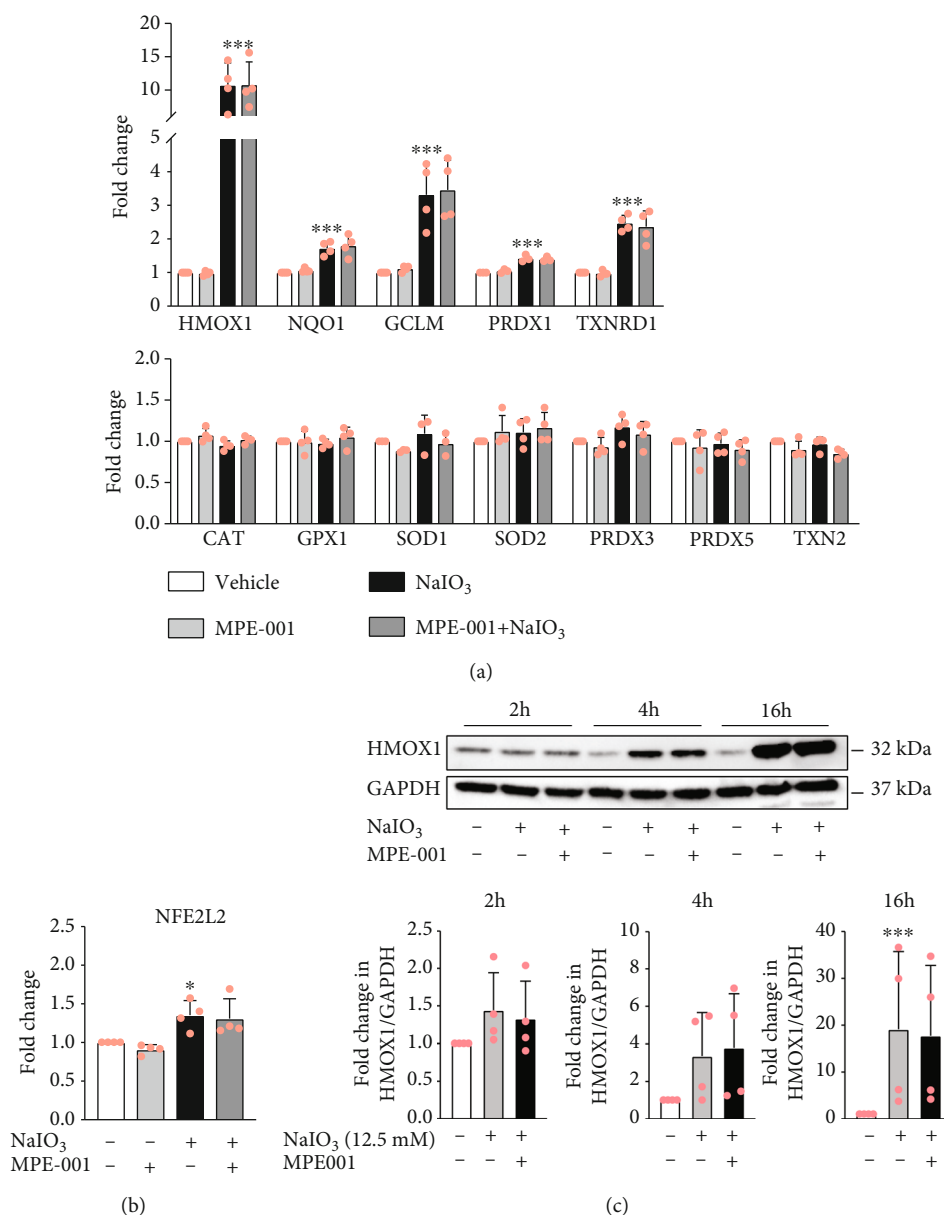 20
15
10
5
4
3
2
1
0
Fold change
***
***
***
***
***
HMOX1 NQO1 GCLM PRDX1 TXNRD1
2.0
1.5
1.0
0.5
0.0
Fold change
CAT GPX1 SOD1 SOD2 PRDX3 PRDX5 TXN2
Vehicle NaIO3
MPE-001 MPE-001+NaIO3
(a)
2h 4h 16h
HMOX1 – 32 kDa
GAPDH – 37 kDa
NaIO3 – + + – + + – + +
MPE-001 – – + – – + – – +
NFE2L2
2.5
2.0
1.5
1.0
0.5
0.0
Fold change
*
NaIO3 – – + +
MPE-001 – + – +
(b)
2h
2.5
2.0
1.5
1.0
0.5
0.0
Fold change in
HMOX1/GAPDH
4h
10
8
6
4
2
0
Fold change in
HMOX1/GAPDH
16h
40
30
20
10
0
Fold change in
HMOX1/GAPDH
***
NaIO3 (12.5 mM) – + + – + + – + +
MPE001 – – + – – + – – +
(c)